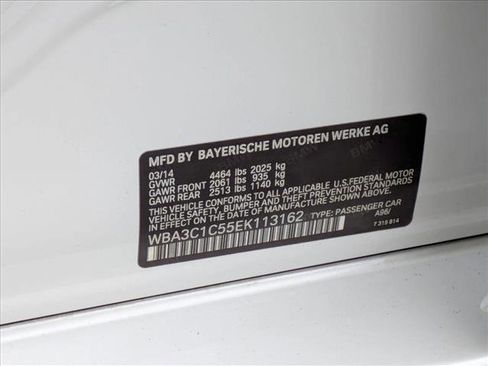 MFD BY BAYERISCHE MOTOREN WERKE AG
03/14
GVWR 4464 lbs 2025 kg
GAWR FRONT 2061 lbs 935 kg
GAWR REAR 2513 lbs 1140 kg
THIS VEHICLE CONFORMS TO ALL APPLICABLE U.S.FEDERAL MOTOR
VEHICLE SAFETY, BUMPER, AND THEFT PREVENTION STANDARDS
IN EFFECT ON THE DATE OF MANUFACTURE SHOWN ABOVE.
WBA3C1C55EK113162 TYPE: PASSENGER CAR
A96/
7 319 814